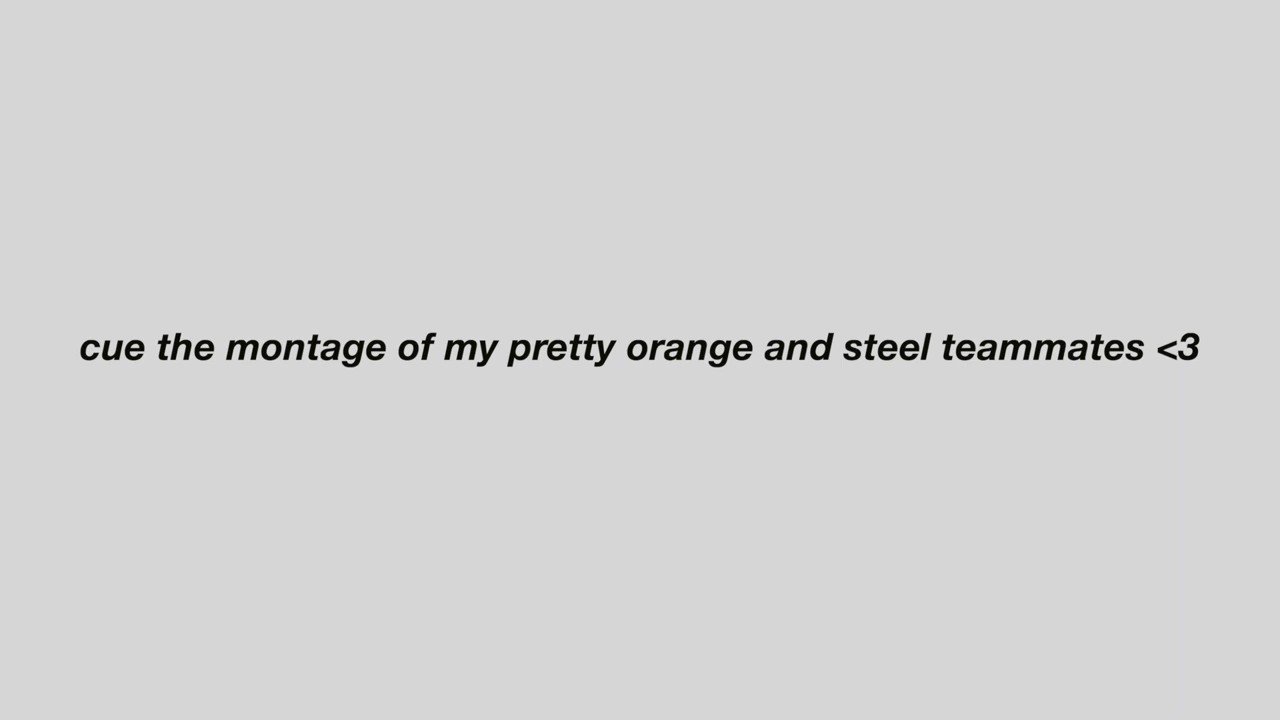 cue the montage of my pretty orange and steel teammates <3